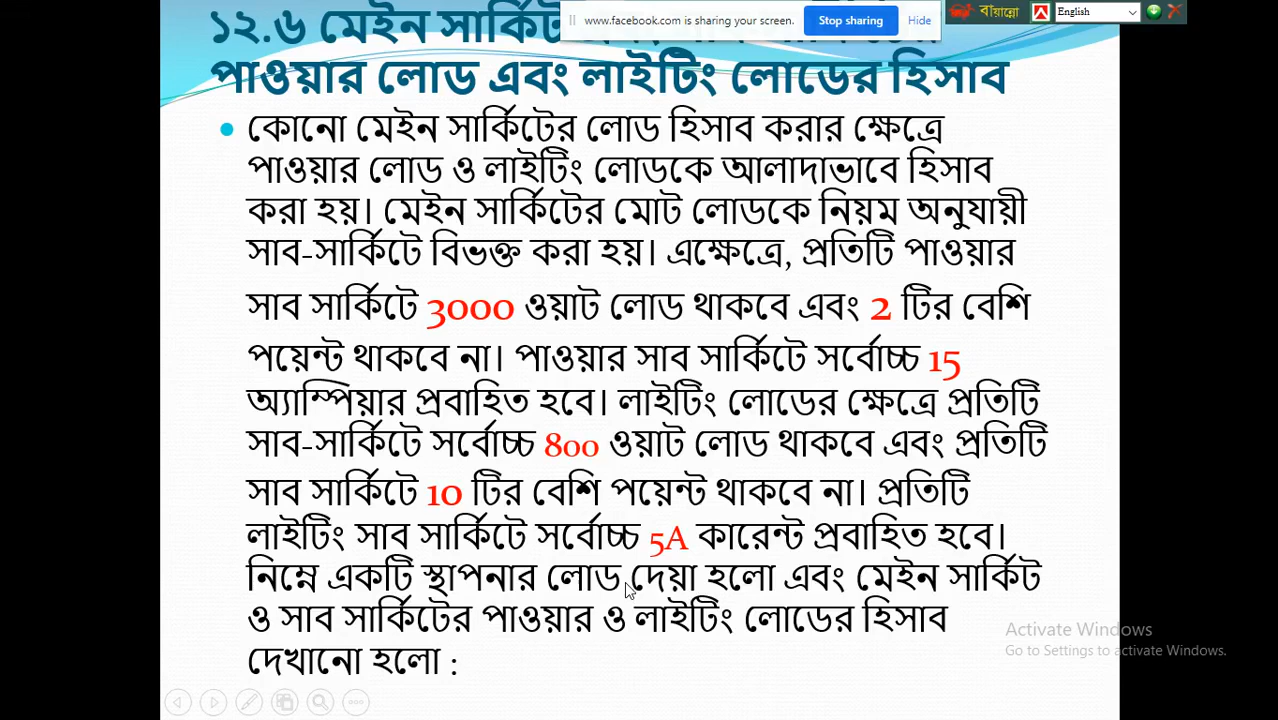 ১২.৬ মেইন সার্কিট
www.facebook.com is sharing your screen. Stop sharing Hide
বায়ান্নো English
পাওয়ার লোড এবং লাইটিং লোডের হিসাব
কোনো মেইন সার্কিটের লোড হিসাব করার ক্ষেত্রে
পাওয়ার লোড ও লাইটিং লোডকে আলাদাভাবে হিসাব
করা হয়। মেইন সার্কিটের মোট লোডকে নিয়ম অনুযায়ী
সাব-সার্কিটে বিভক্ত করা হয়। এক্ষেত্রে, প্রতিটি পাওয়ার
সাব সার্কিটে 3000 ওয়াট লোড থাকবে এবং 2 টির বেশি
পয়েন্ট থাকবে না। পাওয়ার সাব সার্কিটে সর্বোচ্চ 15
অ্যাম্পিয়ার প্রবাহিত হবে। লাইটিং লোডের ক্ষেত্রে প্রতিটি
সাব-সার্কিটে সর্বোচ্চ 800 ওয়াট লোড থাকবে এবং প্রতিটি
সাব সার্কিটে 10 টির বেশি পয়েন্ট থাকবে না। প্রতিটি
লাইটিং সাব সার্কিটে সর্বোচ্চ 5A কারেন্ট প্রবাহিত হবে।
নিম্নে একটি স্থাপনার লোড দেয়া হলো এবং মেইন সার্কিট
ও সাব সার্কিটের পাওয়ার ও লাইটিং লোডের হিসাব
দেখানো হলো :
Activate Windows
Go to Settings to activate Windows.